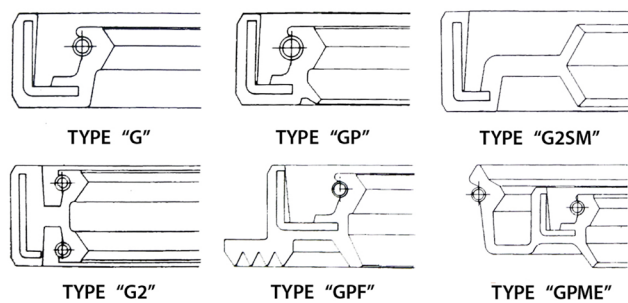 TYPE “G”
TYPE “GP”
TYPE “G2SM”
TYPE “G2”
TYPE “GPF”
TYPE “GPME”